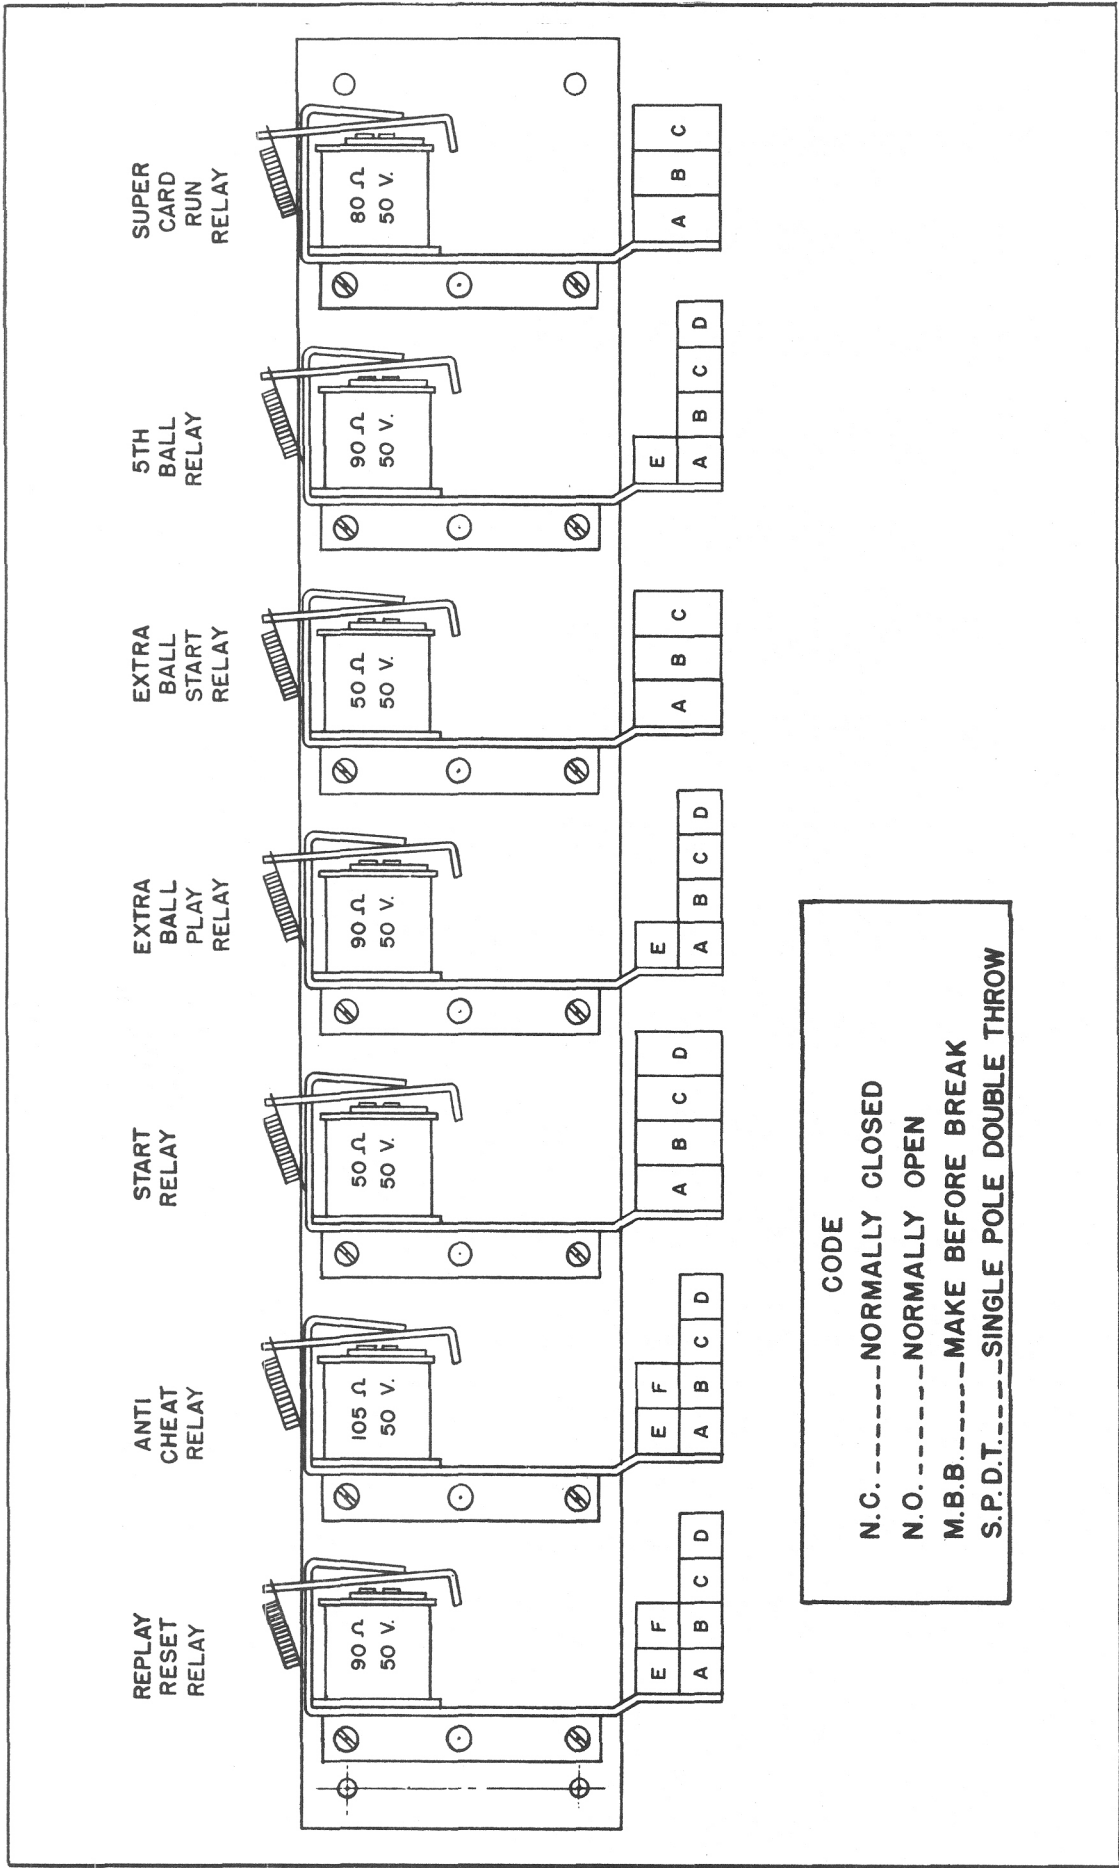 REPLAY
RESET
RELAY
ANTI
CHEAT
RELAY
START
RELAY
EXTRA
BALL
PLAY
RELAY
EXTRA
BALL
START
RELAY
5TH
BALL
RELAY
SUPER
CARD
RUN
RELAY
90 Ω
50 V.
105 Ω
50 V.
50 Ω
50 V.
90 Ω
50 V.
50 Ω
50 V.
90 Ω
50 V.
80 Ω
50 V.
E F
A B C D
E F
A B C D
A B C D
E
A B C D
A B C
E
A B C D
A B C
CODE
N.C.------NORMALLY CLOSED
N.O.------NORMALLY OPEN
M.B.B.-----MAKE BEFORE BREAK
S.P.D.T.----SINGLE POLE DOUBLE THROW